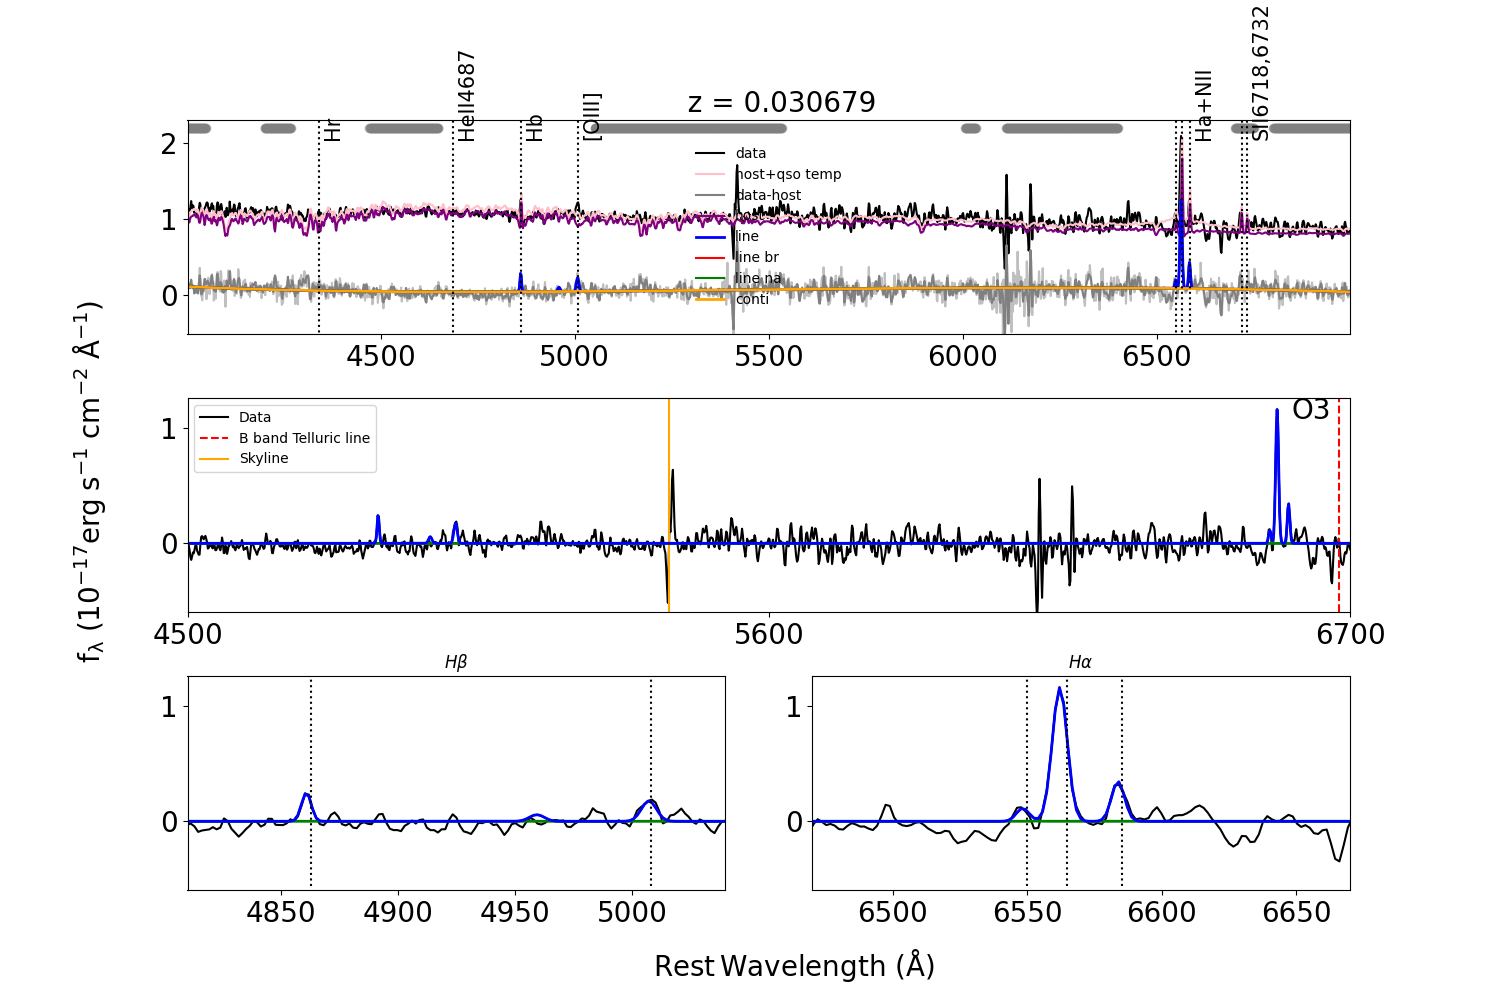 z = 0.030679
Hr
HeII4687
Hb
[OIII]
Ha+NII
SII6718,6732
2
1
0
data
host+qso temp
data-host
host
line
line br
line na
conti
4500 5000 5500 6000 6500
fλ (10−17erg s−1 cm−2 Å−1)
1
0
Data
B band Telluric line
Skyline
O3
4500 5600 6700
Hβ
1
0
4850 4900 4950 5000
Hα
1
0
6500 6550 6600 6650
Rest Wavelength (Å)